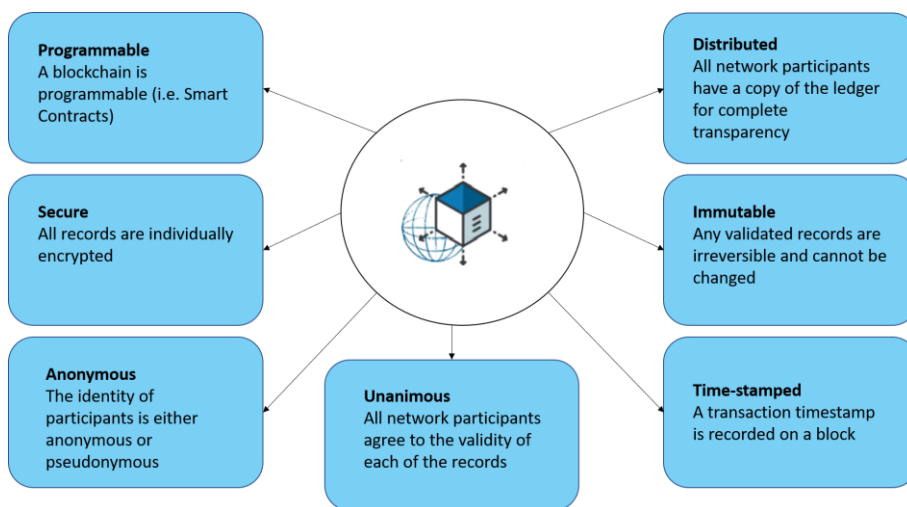 Programmable
A blockchain is
programmable (i.e. Smart
Contracts)
Distributed
All network participants
have a copy of the ledger
for complete
transparency
Secure
All records are individually
encrypted
Immutable
Any validated records are
irreversible and cannot be
changed
Anonymous
The identity of
participants is either
anonymous or
pseudonymous
Unanimous
All network participants
agree to the validity of
each of the records
Time-stamped
A transaction timestamp
is recorded on a block